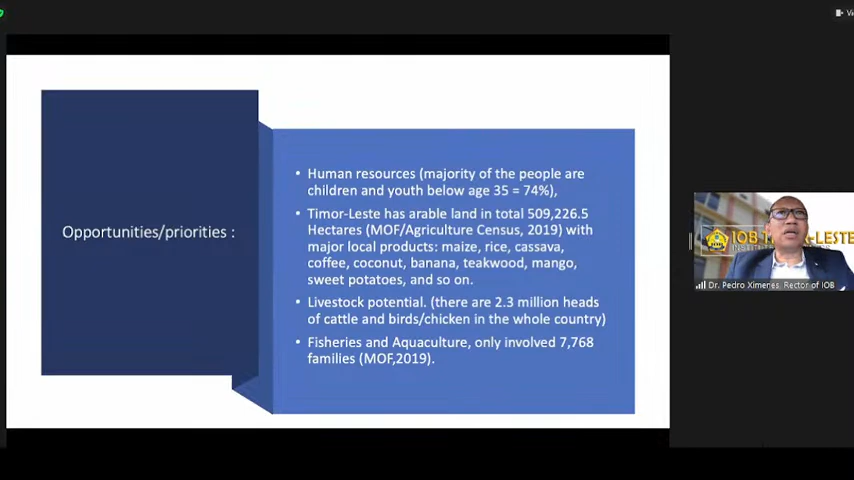 Opportunities/priorities :
• Human resources (majority of the people are
children and youth below age 35 = 74%),
• Timor-Leste has arable land in total 509,226.5
Hectares (MOF/Agriculture Census, 2019) with
major local products: maize, rice, cassava,
coffee, coconut, banana, teakwood, mango,
sweet potatoes, and so on.
• Livestock potential. (there are 2.3 million heads
of cattle and birds/chicken in the whole country)
• Fisheries and Aquaculture, only involved 7,768
families (MOF,2019).
IOB
LESTE
Dr. Pedro Ximenes, Rector of IOB